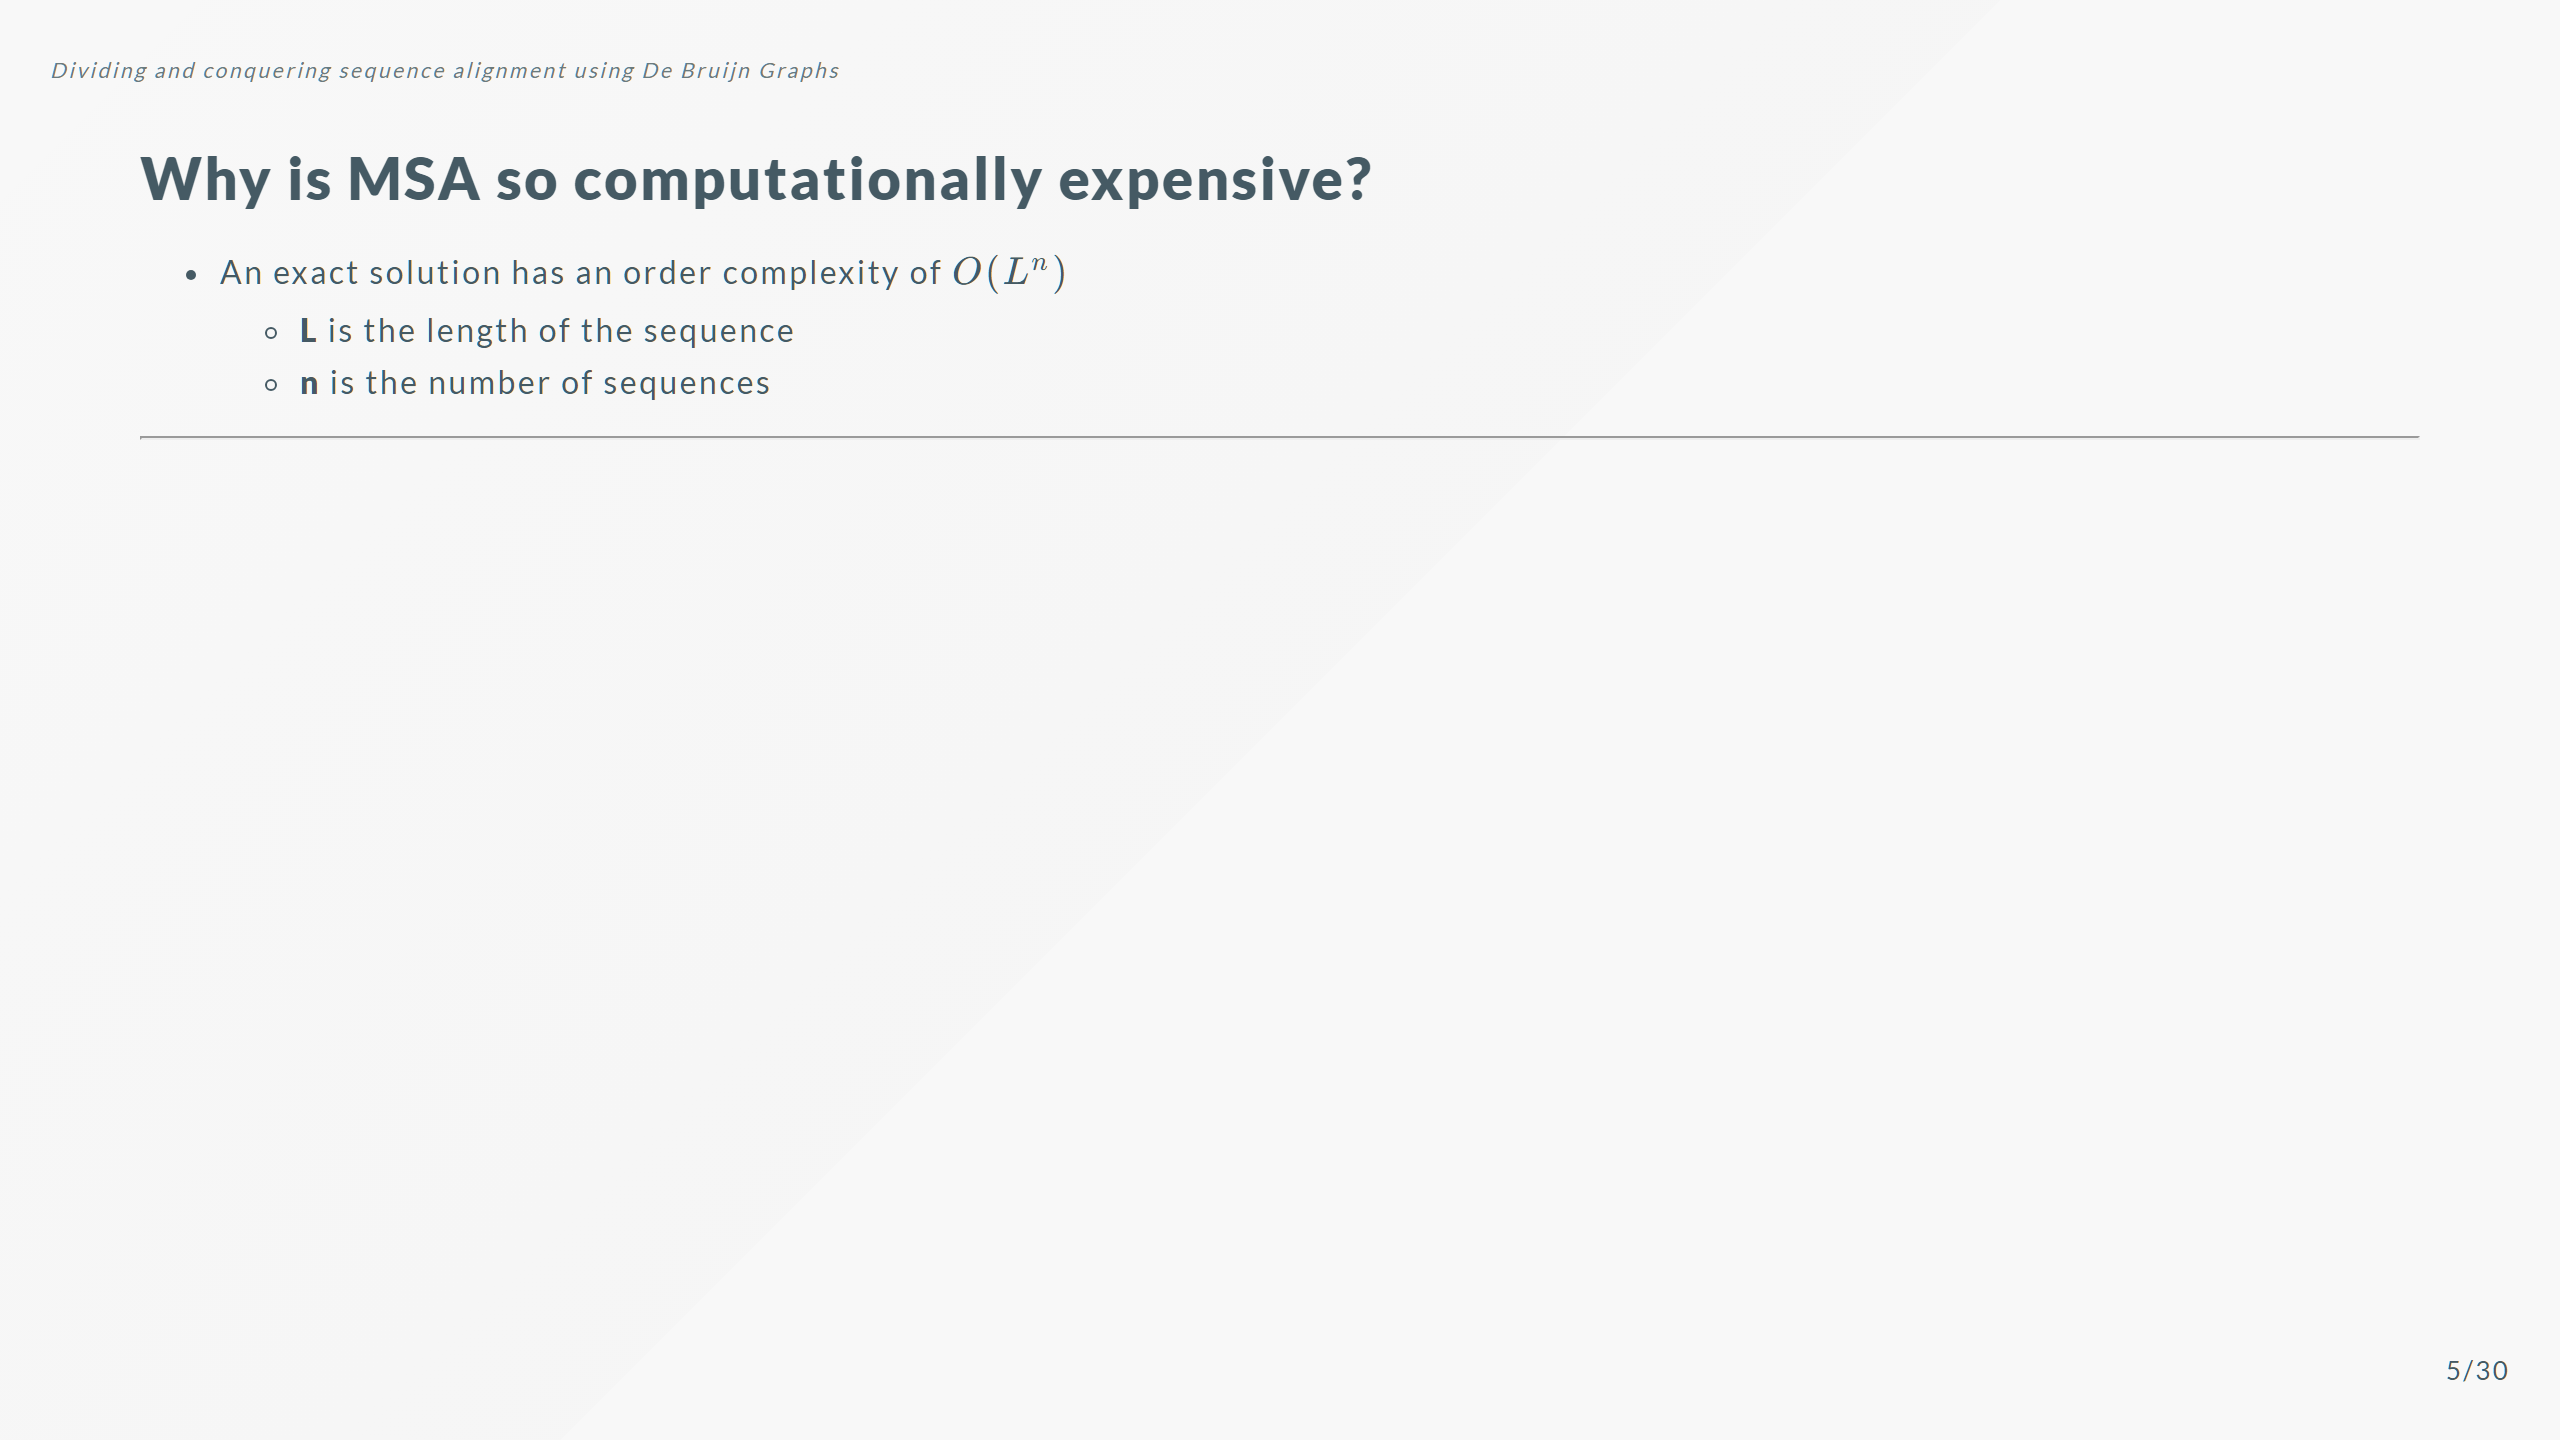 Dividing and conquering sequence alignment using De Bruijn Graphs
Why is MSA so computationally expensive?
• An exact solution has an order complexity of O(Lⁿ)
◦ L is the length of the sequence
◦ n is the number of sequences
5/30